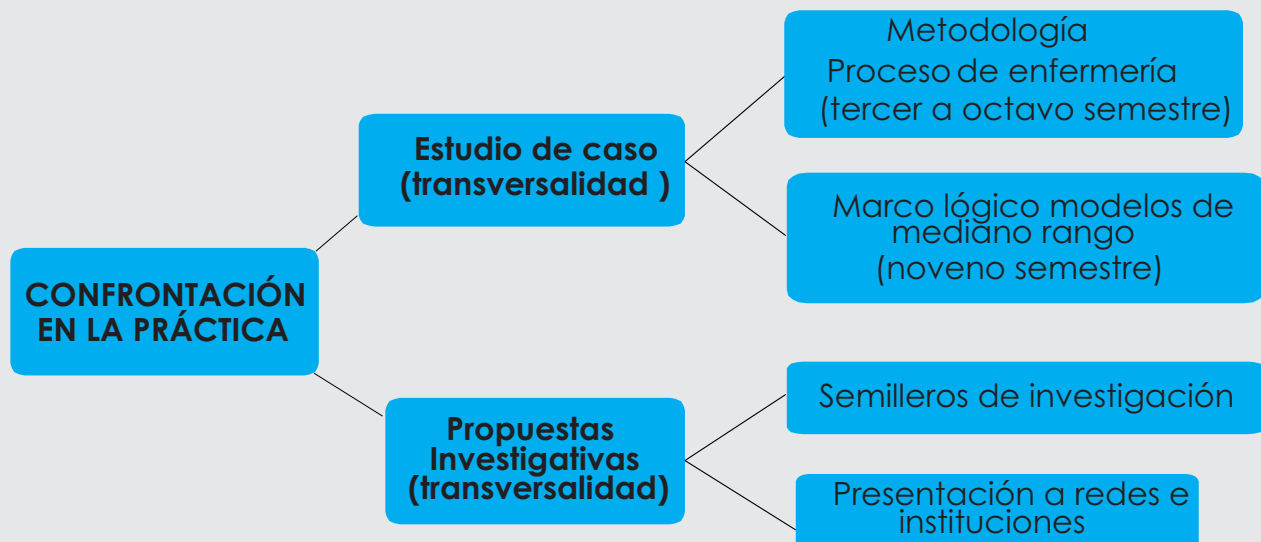 CONFRONTACIÓN
EN LA PRÁCTICA
Estudio de caso
(transversalidad )
Metodología
Proceso de enfermería
(tercer a octavo semestre)
Marco lógico modelos de
mediano rango
(noveno semestre)
Propuestas
Investigativas
(transversalidad)
Semilleros de investigación
Presentación a redes e
instituciones